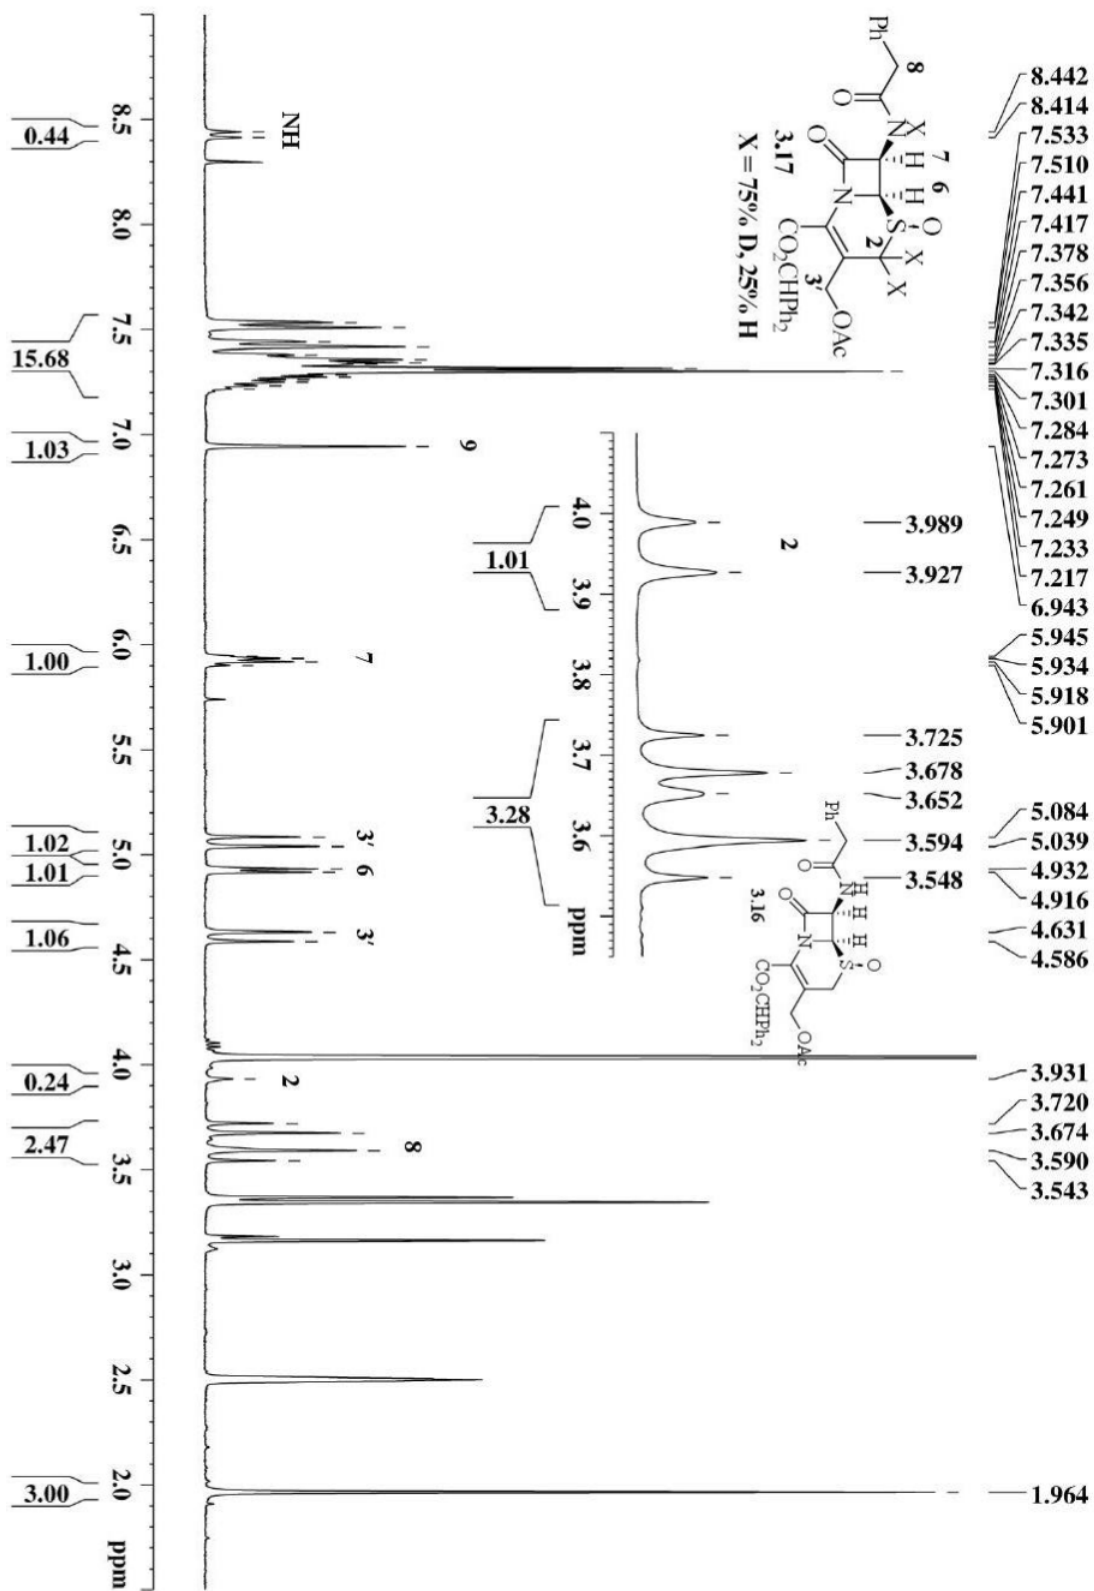 8.442
8.414
7.533
7.510
7.441
7.417
7.378
7.356
7.342
7.335
7.316
7.301
7.284
7.273
7.261
7.249
7.233
7.217
6.943
5.945
5.934
5.918
5.901
5.084
5.039
4.932
4.916
4.631
4.586
3.931
3.720
3.674
3.590
3.543
1.964
Ph
8
O
N
X
7
H
6
H
O
S
2
X
X
O
N
3'
OAc
CO2CHPh2
3.17
X = 75% D, 25% H
3.989
3.927
3.725
3.678
3.652
3.594
3.548
2
4.0
3.9
3.8
3.7
3.6
ppm
1.01
3.28
Ph
O
N
H
H
H
O
S
O
N
OAc
CO2CHPh2
3.16
NH
9
7
3'
6
3'
2
8
8.5
8.0
7.5
7.0
6.5
6.0
5.5
5.0
4.5
4.0
3.5
3.0
2.5
2.0
ppm
0.44
15.68
1.03
1.00
1.02
1.01
1.06
0.24
2.47
3.00